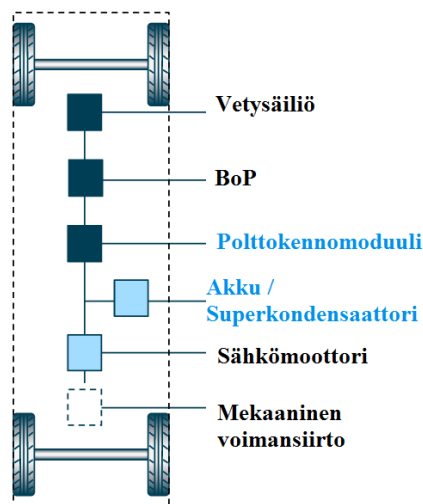 Vetysäiliö
BoP
Polttokennomoduuli
Akku /
Superkondensaattori
Sähkömoottori
Mekaaninen
voimansiirto